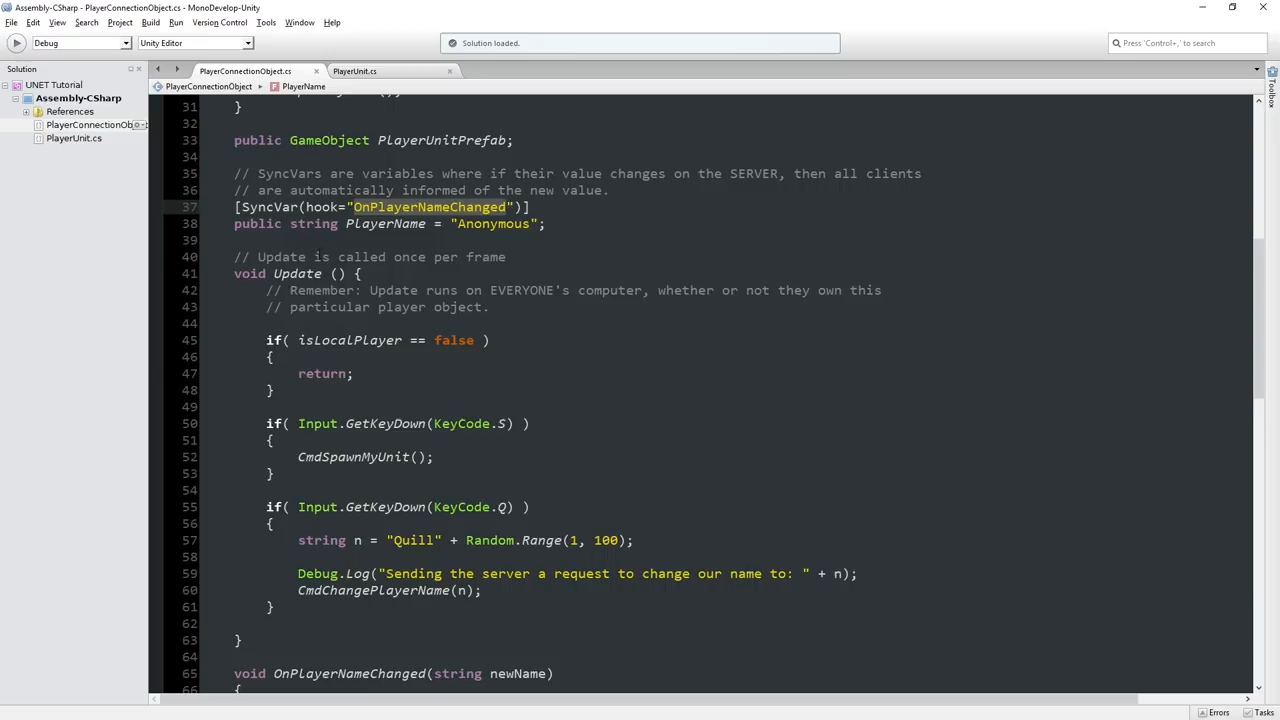 Assembly-CSharp - PlayerConnectionObject.cs - MonoDevelop-Unity
File Edit View Search Project Build Run Version Control Tools Window Help
Debug Unity Editor Solution loaded. Press 'Control+,' to search
Solution PlayerConnectionObject.cs PlayerUnit.cs
UNET Tutorial PlayerConnectionObject PlayerName
Assembly-CSharp
References
PlayerConnectionOb
PlayerUnit.cs
Toolbox
31 }
32
33 public GameObject PlayerUnitPrefab;
34
35 // SyncVars are variables where if their value changes on the SERVER, then all clients
36 // are automatically informed of the new value.
37 [SyncVar(hook="OnPlayerNameChanged")]
38 public string PlayerName = "Anonymous";
39
40 // Update is called once per frame
41 void Update () {
42 // Remember: Update runs on EVERYONE's computer, whether or not they own this
43 // particular player object.
44
45 if( isLocalPlayer == false )
46 {
47 return;
48 }
49
50 if( Input.GetKeyDown(KeyCode.S) )
51 {
52 CmdSpawnMyUnit();
53 }
54
55 if( Input.GetKeyDown(KeyCode.Q) )
56 {
57 string n = "Quill" + Random.Range(1, 100);
58
59 Debug.Log("Sending the server a request to change our name to: " + n);
60 CmdChangePlayerName(n);
61 }
62
63 }
64
65 void OnPlayerNameChanged(string newName)
66 {
Errors Tasks